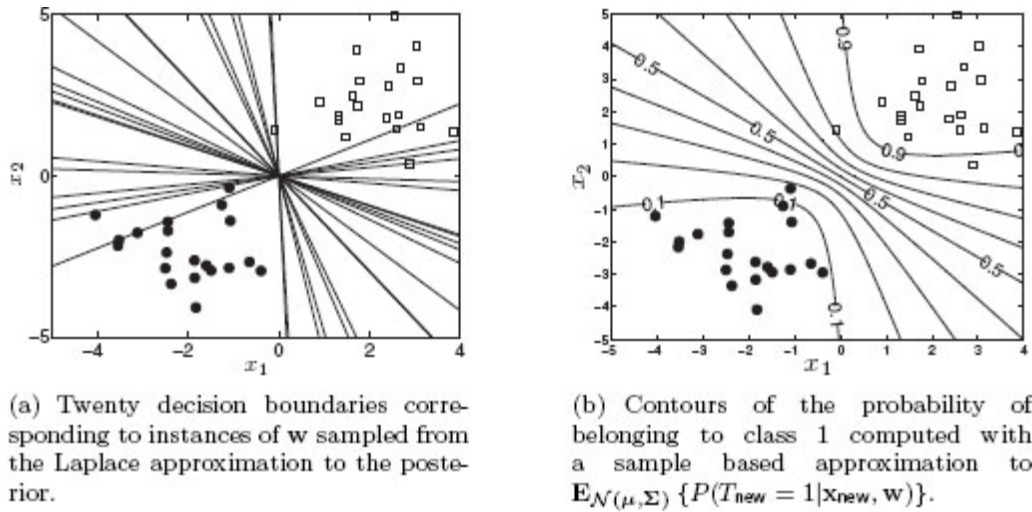 5
0
-5
x₂
-4 -2 0 2 4
x₁
5
4
3
2
1
0
-1
-2
-3
-4
-5
x₂
-5 -4 -3 -2 -1 0 1 2 3 4
x₁
0.9
0.5
0.5
0.9
0
0.5
0.1
0.1
0.5
0.1
(a) Twenty decision boundaries corre-
sponding to instances of w sampled from
the Laplace approximation to the poste-
rior.
(b) Contours of the probability of
belonging to class 1 computed with
a sample based approximation to
E_{N(μ,Σ)} {P(T_new = 1|x_new, w)}.